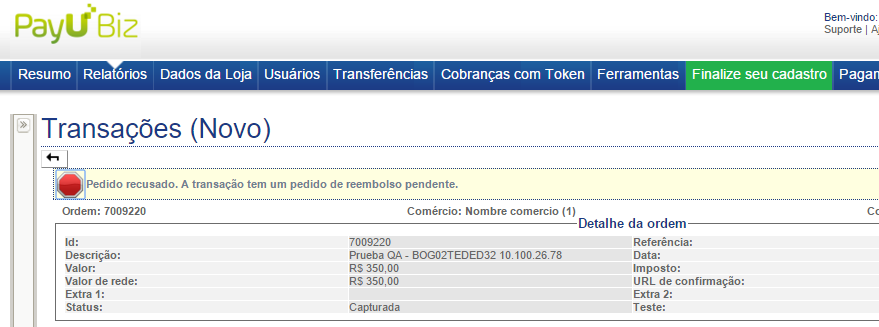 PayU Biz
Bem-vindo:
Suporte | Aj
Resumo Relatórios Dados da Loja Usuários Transferências Cobranças com Token Ferramentas Finalize seu cadastro Pagam
Transações (Novo)
Pedido recusado. A transação tem um pedido de reembolso pendente.
Ordem: 7009220 Comércio: Nombre comercio (1) Co
Detalhe da ordem
Id: 7009220 Referência:
Descrição: Prueba QA - BOG02TEDED32 10.100.26.78 Data:
Valor: R$ 350,00 Imposto:
Valor de rede: R$ 350,00 URL de confirmação:
Extra 1: Extra 2:
Status: Capturada Teste: